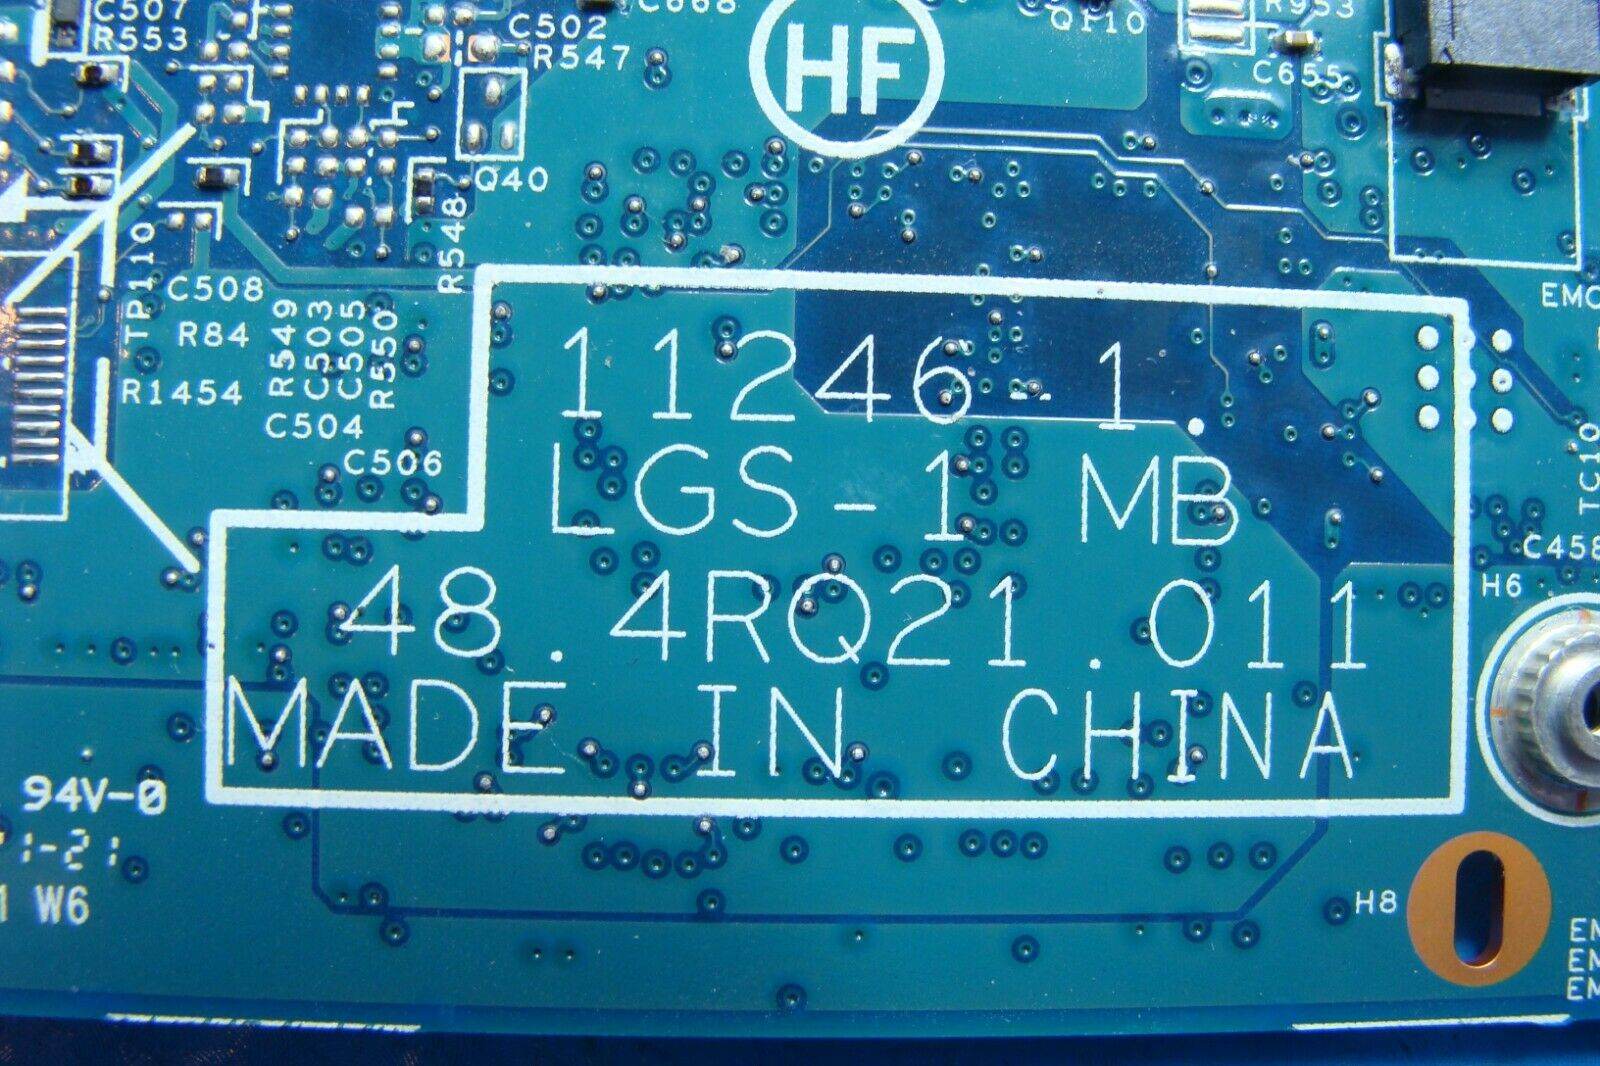 C507
R553
C502
R547
C668
HF
Q110
R953
C655
Q40
R548
TP110
C508
R84
R549
C503
C505
R550
R1454
C504
C506
11246-1.
LGS-1 MB
48.4RQ21.011
MADE IN CHINA
TC10
C458
H6
94V-0
W6
H8